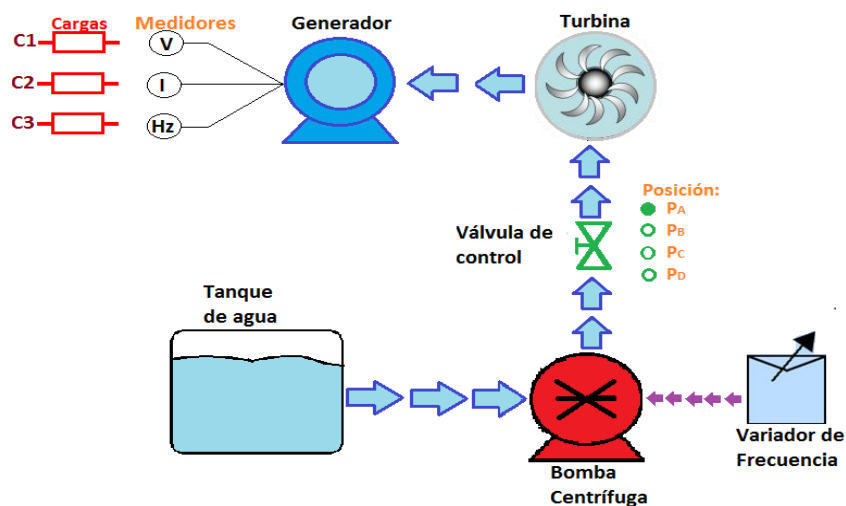 Cargas
Medidores
Generador
Turbina
C1
V
C2
I
C3
Hz
Posición:
PA
PB
PC
PD
Válvula de
control
Tanque
de agua
Bomba
Centrífuga
Variador de
Frecuencia